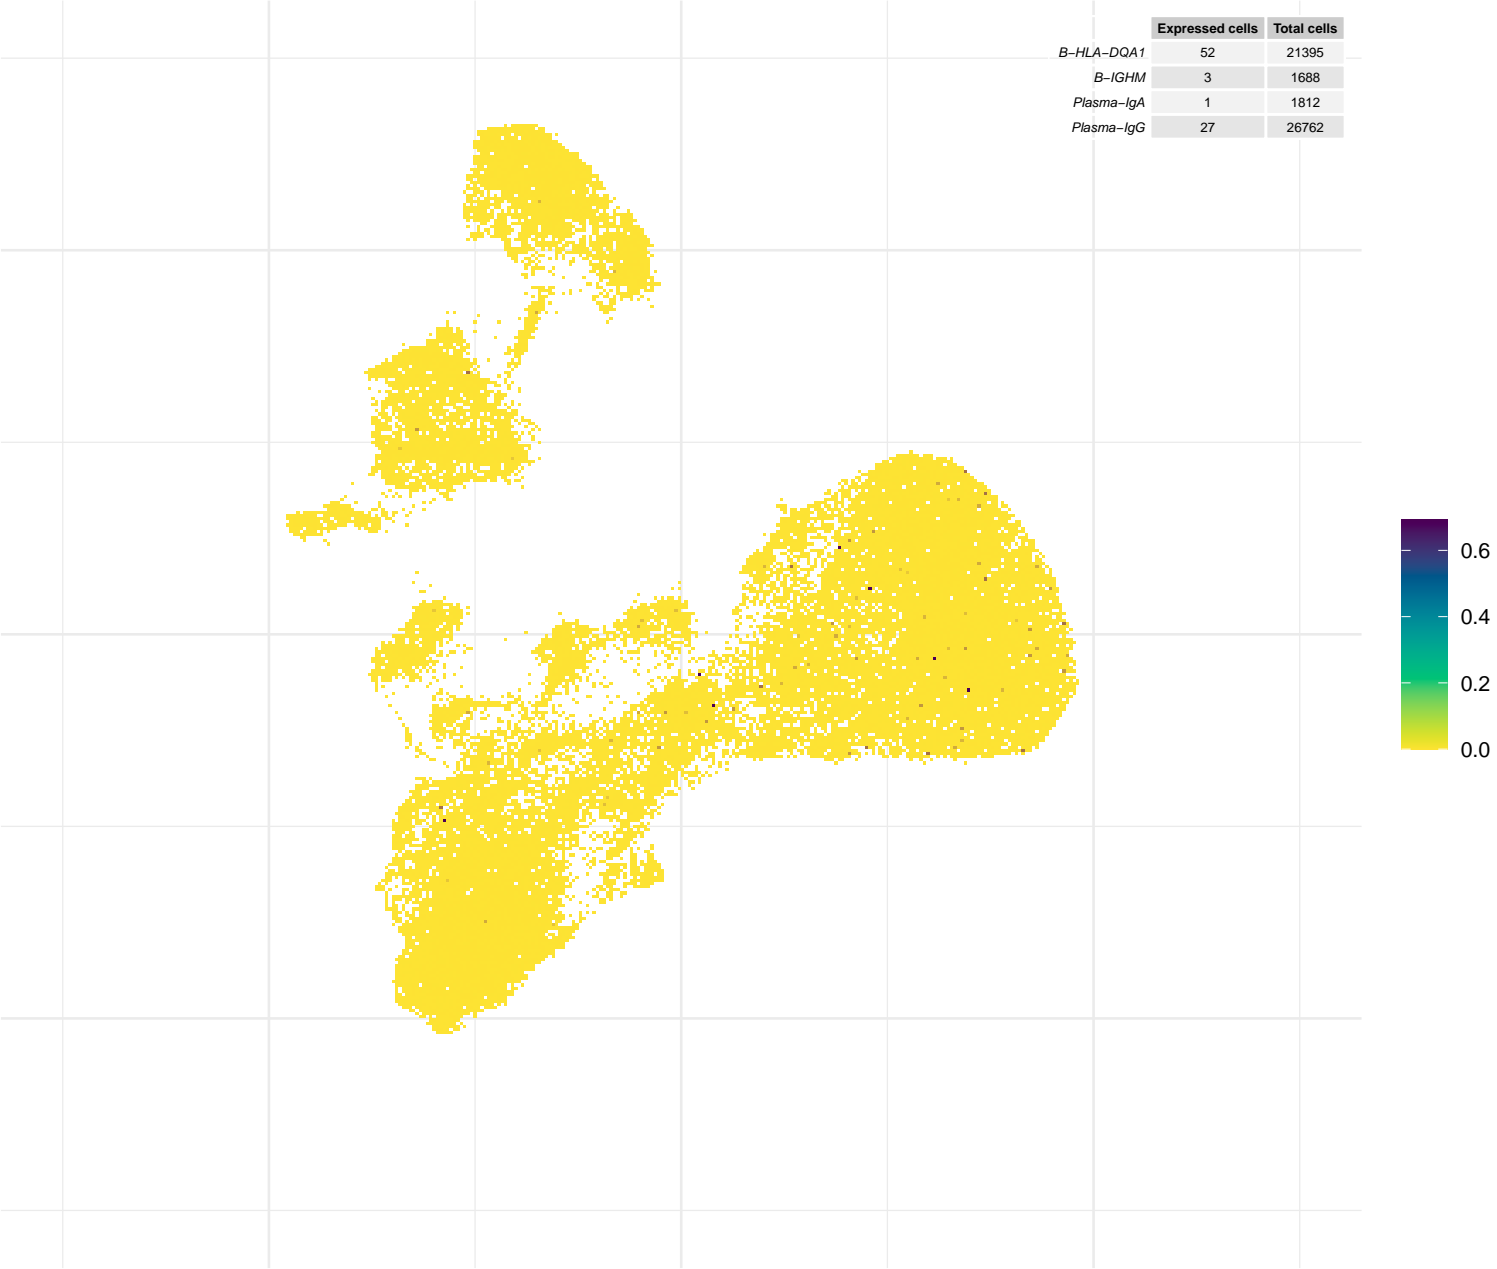 Expressed cells Total cells
B−HLA−DQA1 52 21395
B−IGHM 3 1688
Plasma−IgA 1 1812
Plasma−IgG 27 26762
0.6
0.4
0.2
0.0